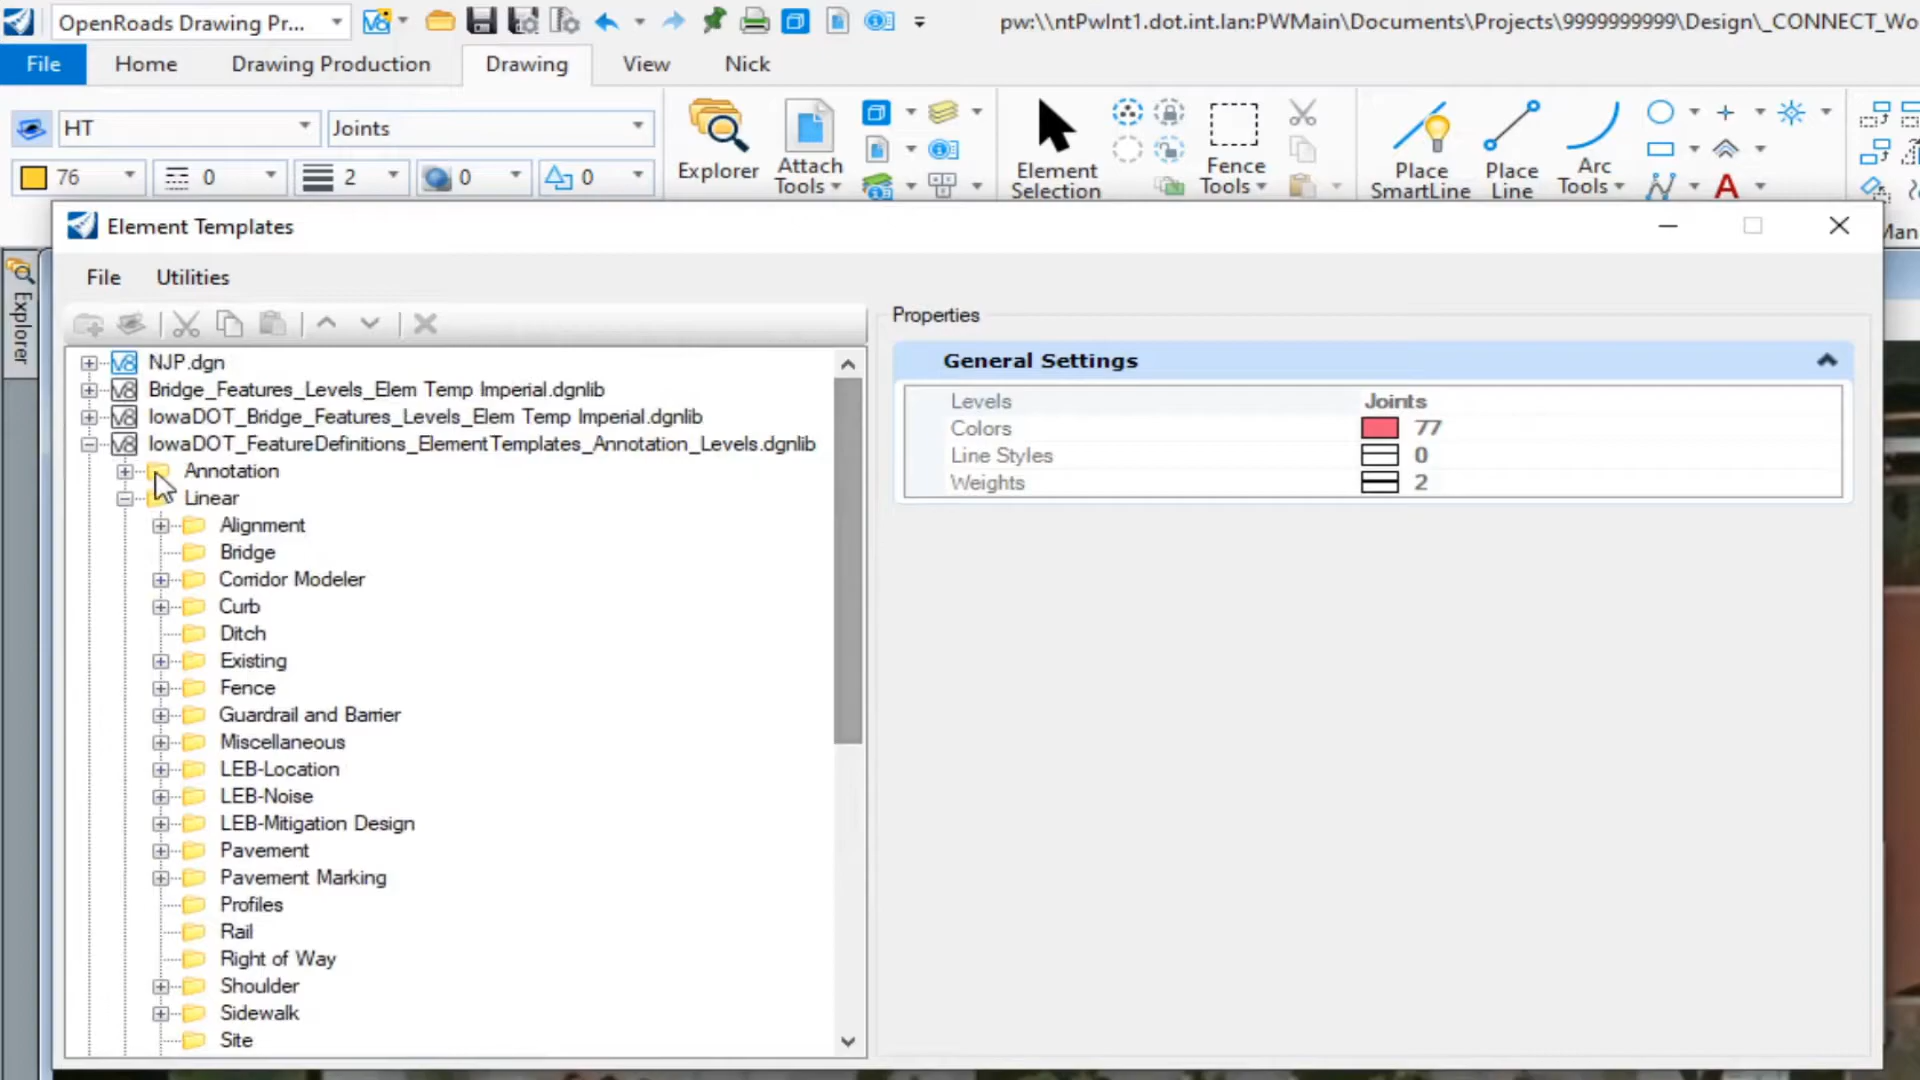 OpenRoads Drawing Pr...
pw:\\ntPwInt1.dot.int.lan:PWMain\Documents\Projects\9999999999\Design\_CONNECT_Wo
File Home Drawing Production Drawing View Nick
HT Joints
76 0 2 0 0
Explorer
Attach Tools
Element Selection
Fence Tools
Place SmartLine
Place Line
Arc Tools
Man
Explorer
Element Templates
File Utilities
NJP.dgn
Bridge_Features_Levels_Elem Temp Imperial.dgnlib
IowaDOT_Bridge_Features_Levels_Elem Temp Imperial.dgnlib
IowaDOT_FeatureDefinitions_ElementTemplates_Annotation_Levels.dgnlib
Annotation
Linear
Alignment
Bridge
Corridor Modeler
Curb
Ditch
Existing
Fence
Guardrail and Barrier
Miscellaneous
LEB-Location
LEB-Noise
LEB-Mitigation Design
Pavement
Pavement Marking
Profiles
Rail
Right of Way
Shoulder
Sidewalk
Site
Properties
General Settings
Levels Joints
Colors 77
Line Styles 0
Weights 2